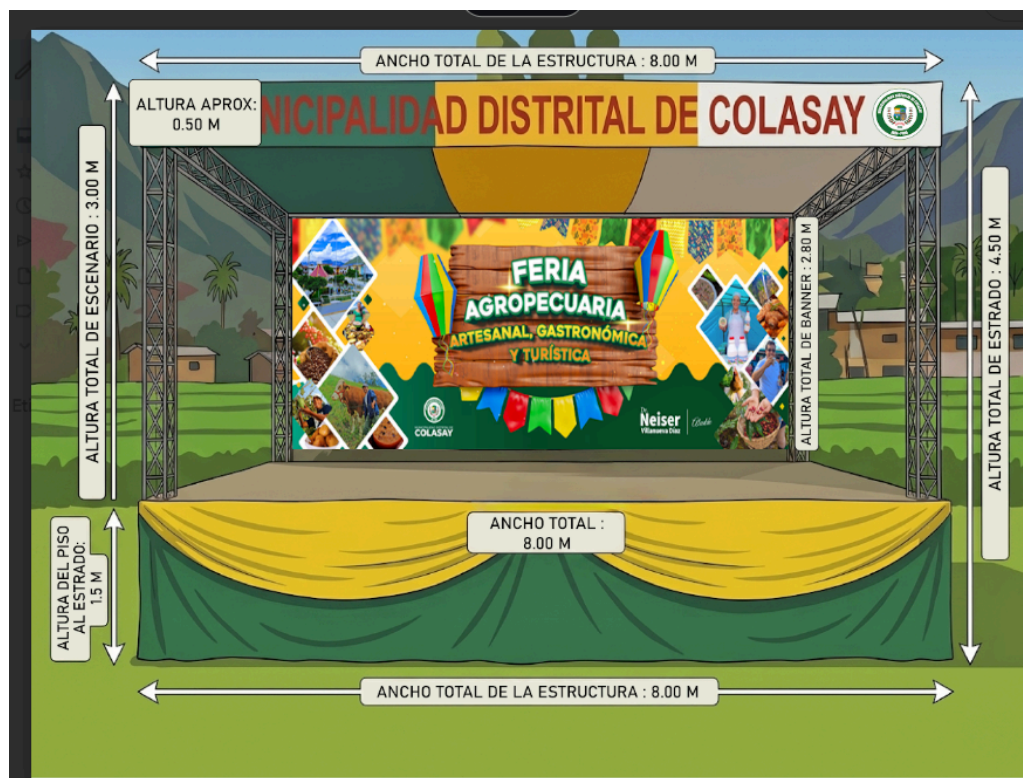 ANCHO TOTAL DE LA ESTRUCTURA : 8.00 M
ALTURA APROX:
0.50 M
NICIPALIDAD DISTRITAL DE COLASAY
ALTURA TOTAL DE ESCENARIO : 3.00 M
FERIA
AGROPECUARIA
ARTESANAL, GASTRONÓMICA
Y TURÍSTICA
COLASAY
Neiser
Villanueva Díaz
Alcalde
ALTURA TOTAL DE BANNER : 2.80 M
ALTURA TOTAL DE ESTRADO : 4.50 M
ANCHO TOTAL :
8.00 M
ALTURA DEL PISO
AL ESTRADO:
1.5 M
ANCHO TOTAL DE LA ESTRUCTURA : 8.00 M